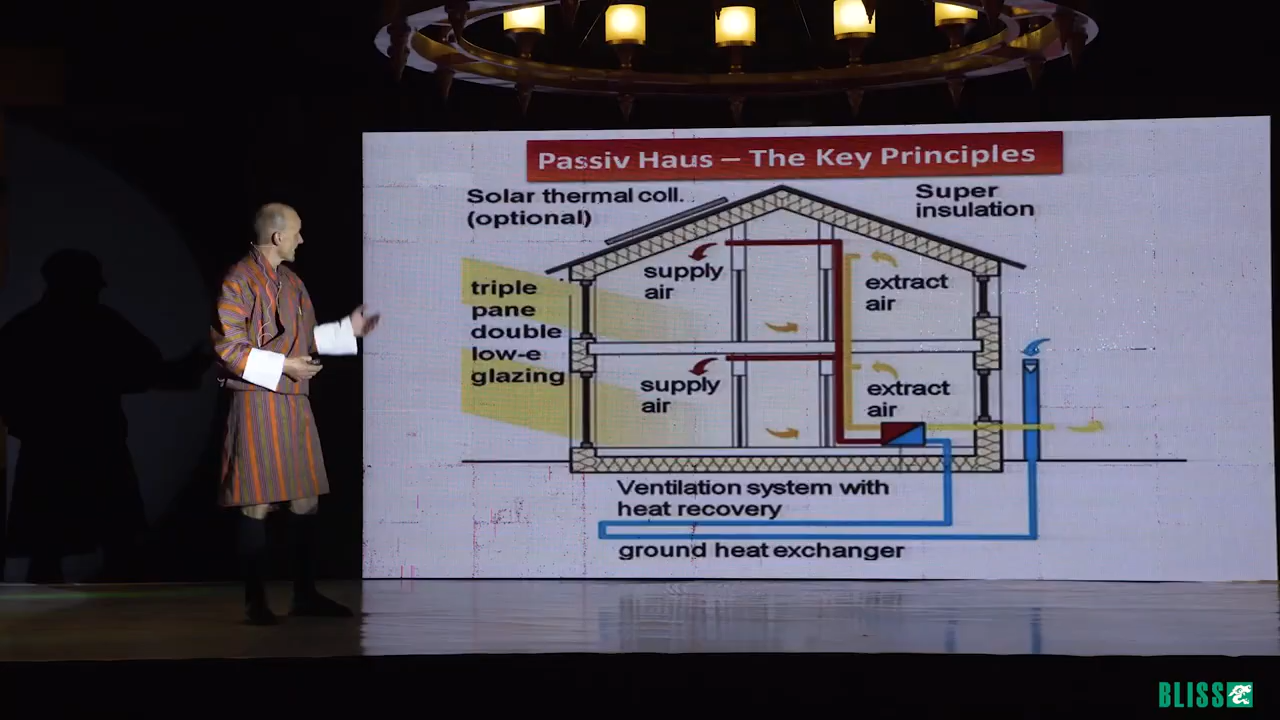 Passiv Haus – The Key Principles
Solar thermal coll.
(optional)
Super
insulation
triple
pane
double
low-e
glazing
supply
air
extract
air
supply
air
extract
air
Ventilation system with
heat recovery
ground heat exchanger
BLISS